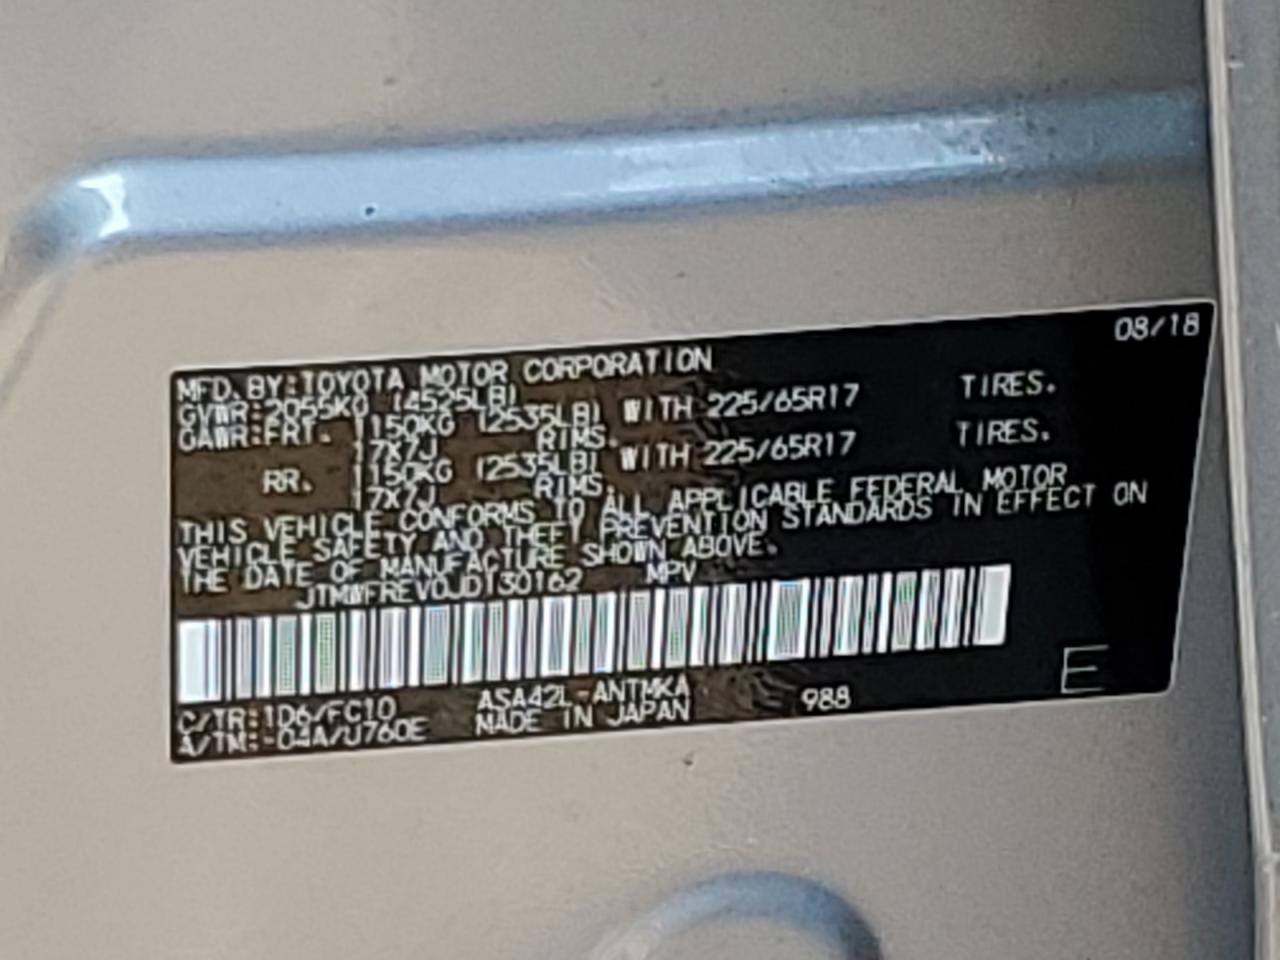 08/18
MFD. BY: TOYOTA MOTOR CORPORATION
GVWR: 2055KG (4525LB)
GAWR: FRT. 1150KG (2535LB) WITH 225/65R17 TIRES.
17X7J RIMS.
RR. 1150KG (2535LB) WITH 225/65R17 TIRES.
17X7J RIMS.
THIS VEHICLE CONFORMS TO ALL APPLICABLE FEDERAL MOTOR
VEHICLE SAFETY AND THEFT PREVENTION STANDARDS IN EFFECT ON
THE DATE OF MANUFACTURE SHOWN ABOVE.
JTMWFREV0JD130162 MPV
C/TR: 1D6/FC10 ASA42L-ANTMKA 988 E
A/TM: -04A/U760E MADE IN JAPAN